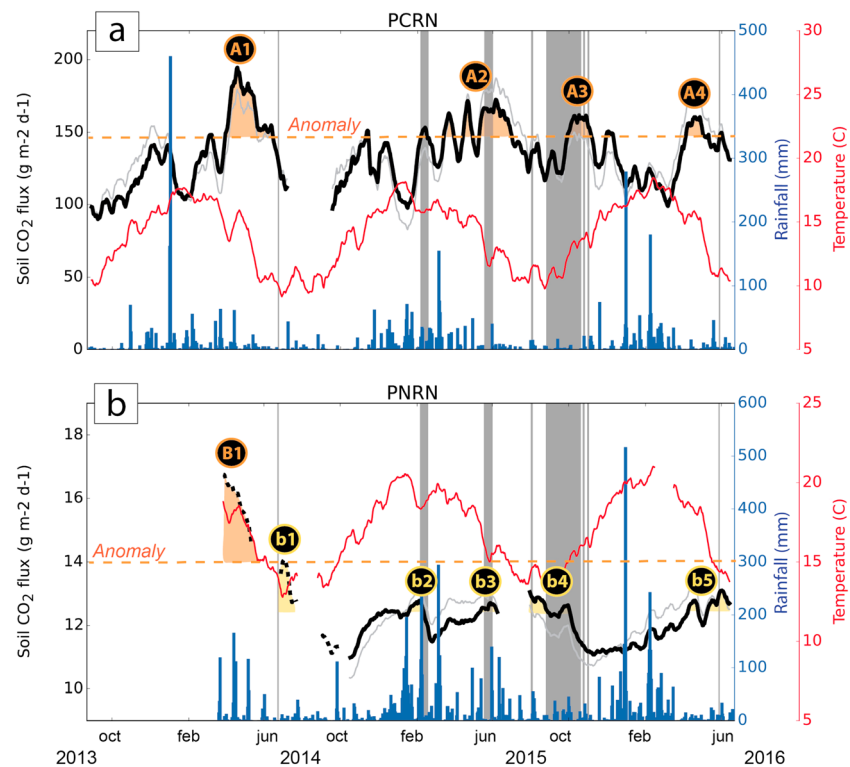 a
PCRN
A1
A2
A3
A4
Anomaly
Soil CO2 flux (g m-2 d-1)
200
150
100
50
0
500
400
300
200
100
0
Rainfall (mm)
30
25
20
15
10
5
Temperature (C)
b
PNRN
B1
b1
b2
b3
b4
b5
Anomaly
Soil CO2 flux (g m-2 d-1)
18
16
14
12
10
600
500
400
300
200
100
0
Rainfall (mm)
25
20
15
10
5
Temperature (C)
oct feb jun oct feb jun oct feb jun
2013 2014 2015 2016